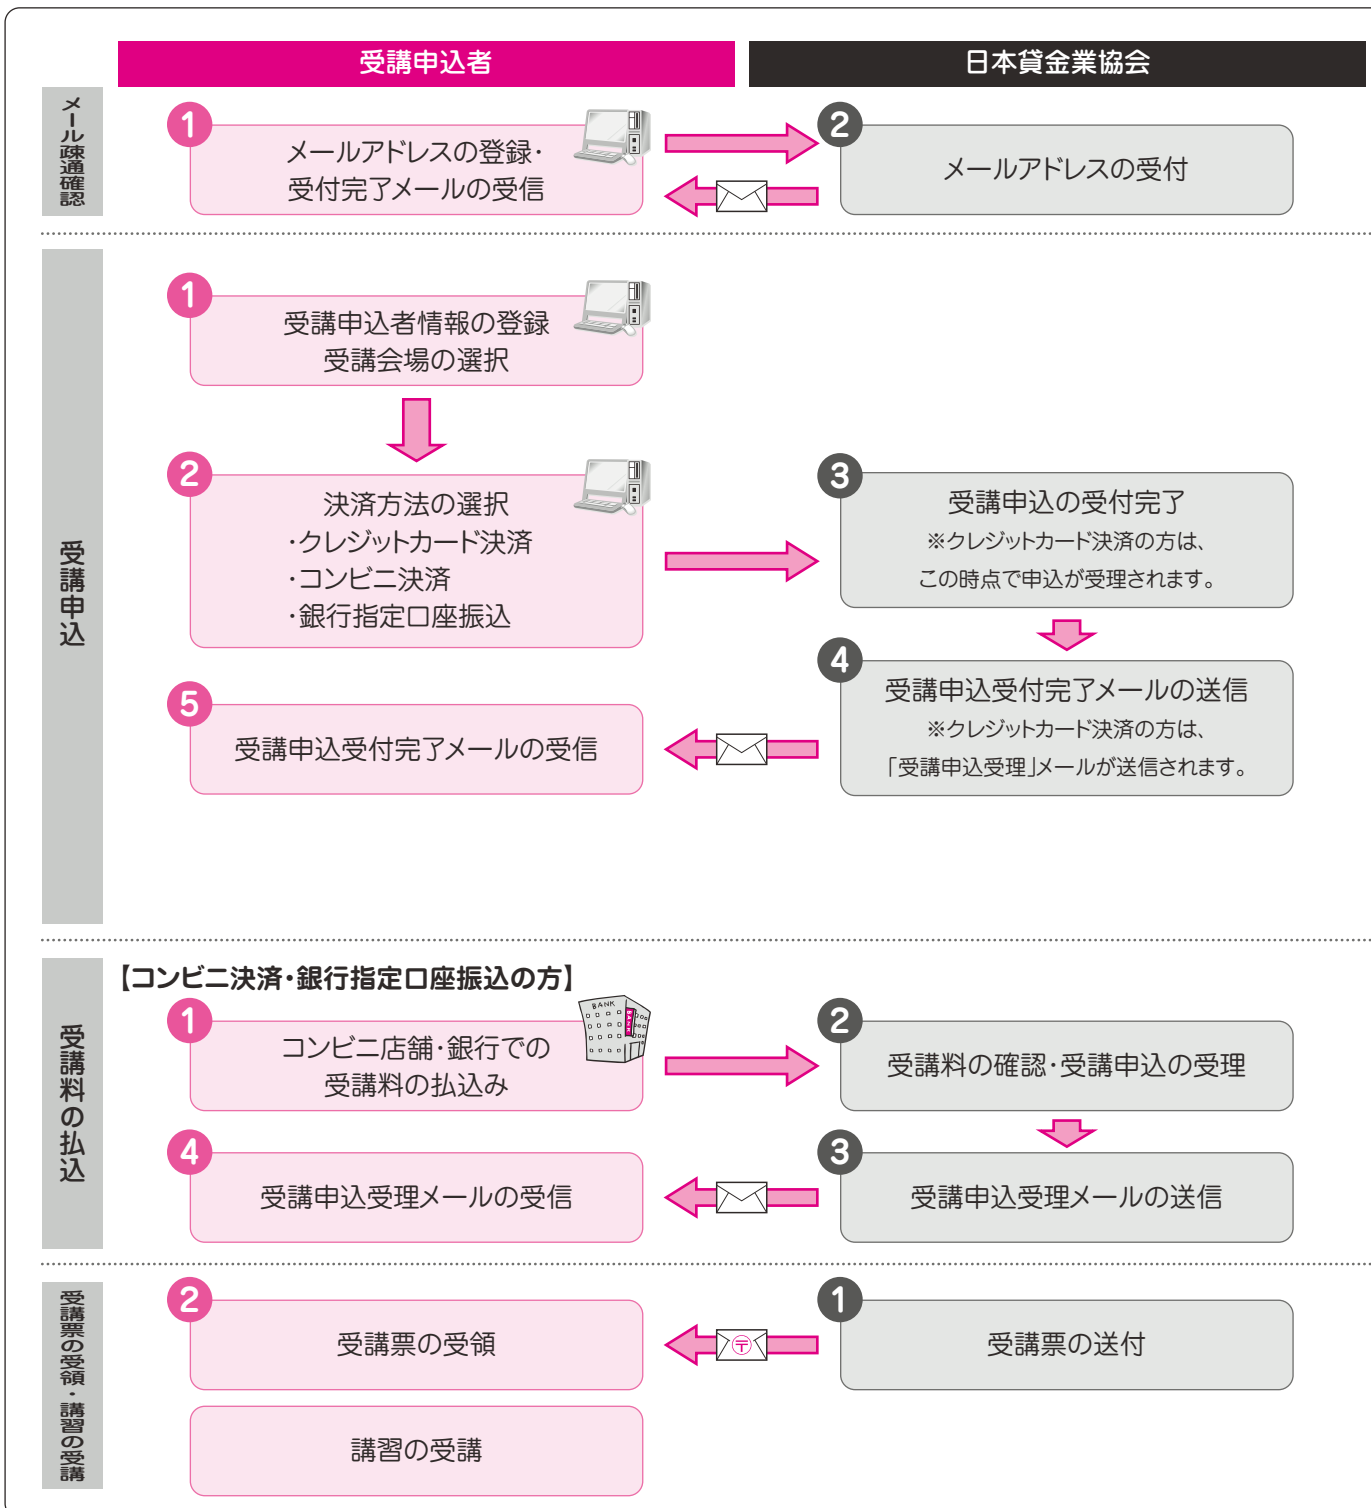 受講申込者
日本貸金業協会
メール疎通確認
1
メールアドレスの登録・
受付完了メールの受信
2
メールアドレスの受付
受講申込
1
受講申込者情報の登録
受講会場の選択
2
決済方法の選択
・クレジットカード決済
・コンビニ決済
・銀行指定口座振込
3
受講申込の受付完了
※クレジットカード決済の方は、
この時点で申込が受理されます。
4
受講申込受付完了メールの送信
※クレジットカード決済の方は、
「受講申込受理」メールが送信されます。
5
受講申込受付完了メールの受信
受講料の払込
【コンビニ決済・銀行指定口座振込の方】
1
コンビニ店舗・銀行での
受講料の払込み
BANK
2
受講料の確認・受講申込の受理
3
受講申込受理メールの送信
4
受講申込受理メールの受信
受講票の受領・講習の受講
1
受講票の送付
〒
2
受講票の受領
講習の受講